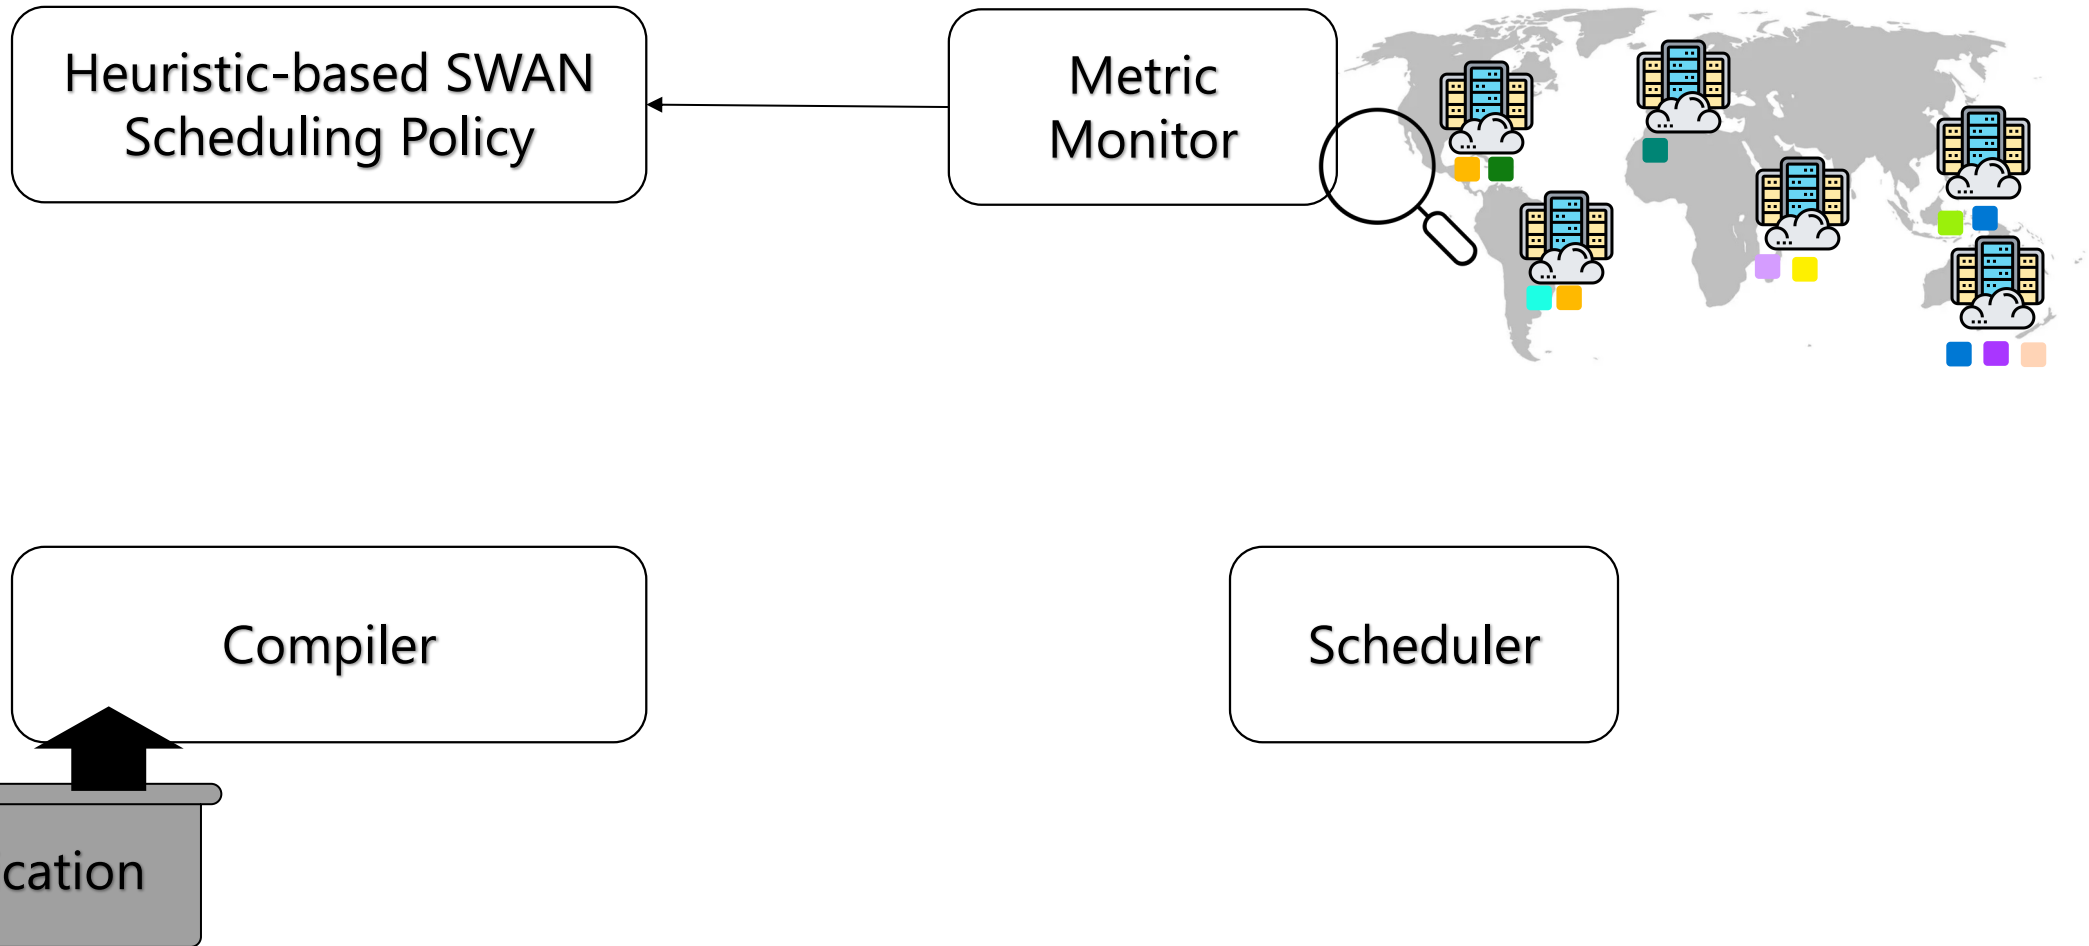 Heuristic-based SWAN
Scheduling Policy
Metric
Monitor
Compiler
Scheduler
cation